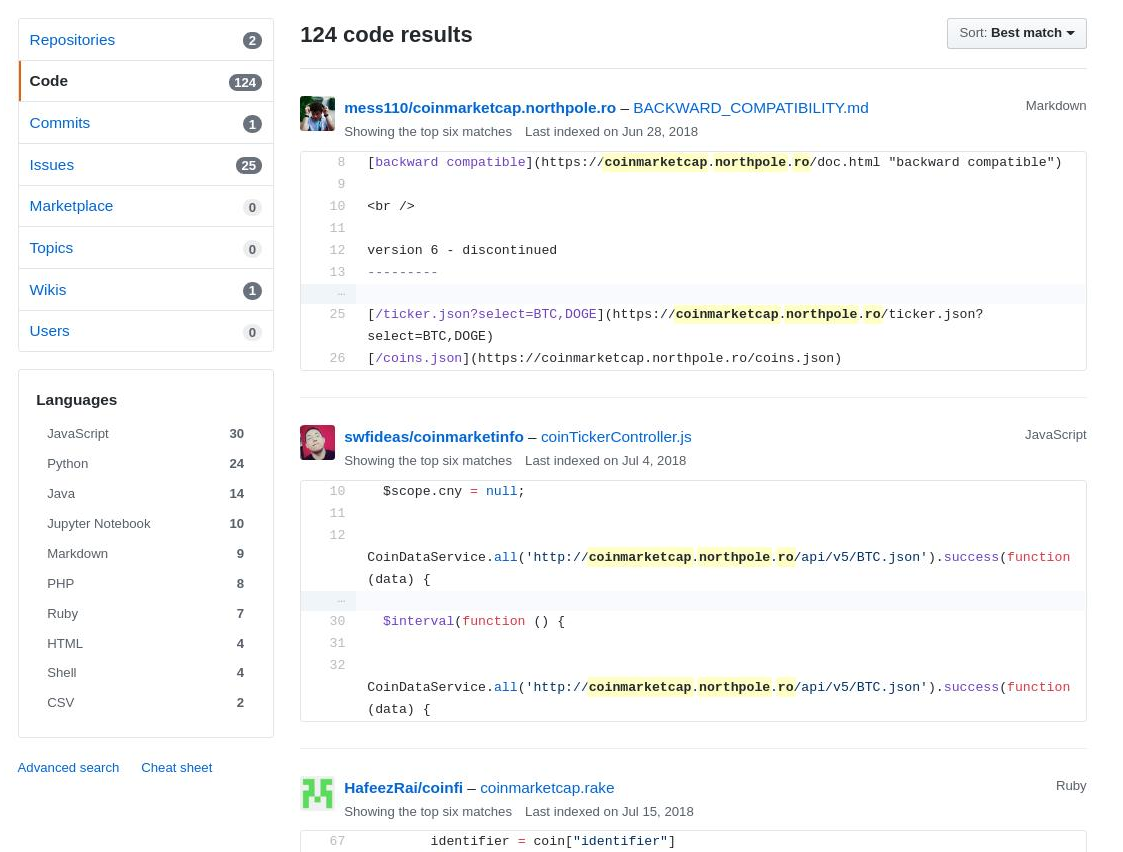 Repositories 2
Code 124
Commits 1
Issues 25
Marketplace 0
Topics 0
Wikis 1
Users 0
Languages
JavaScript 30
Python 24
Java 14
Jupyter Notebook 10
Markdown 9
PHP 8
Ruby 7
HTML 4
Shell 4
CSV 2
Advanced search Cheat sheet
124 code results
Sort: Best match
mess110/coinmarketcap.northpole.ro – BACKWARD_COMPATIBILITY.md Markdown
Showing the top six matches Last indexed on Jun 28, 2018
8 [backward compatible](https://coinmarketcap.northpole.ro/doc.html "backward compatible")
9
10 <br />
11
12 version 6 - discontinued
13 ---------
…
25 [/ticker.json?select=BTC,DOGE](https://coinmarketcap.northpole.ro/ticker.json?
select=BTC,DOGE)
26 [/coins.json](https://coinmarketcap.northpole.ro/coins.json)
swfideas/coinmarketinfo – coinTickerController.js JavaScript
Showing the top six matches Last indexed on Jul 4, 2018
10 $scope.cny = null;
11
12
CoinDataService.all('http://coinmarketcap.northpole.ro/api/v5/BTC.json').success(function
(data) {
…
30 $interval(function () {
31
32
CoinDataService.all('http://coinmarketcap.northpole.ro/api/v5/BTC.json').success(function
(data) {
HafeezRai/coinfi – coinmarketcap.rake Ruby
Showing the top six matches Last indexed on Jul 15, 2018
67 identifier = coin["identifier"]